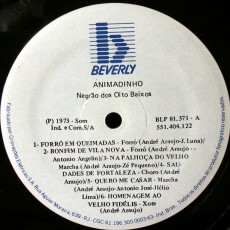 BEVERLY
ANIMADINHO
Negrão dos Oito Baixos
(P) 1973 - Som
Ind. e Com. S/A
BLP 81.371 - A
551.404.122
1- FORRÓ EM QUEIMADAS - Forró (André Araujo-J. Luna)/
2- BONFIM DE VILA NOVA - Forró (André Araujo -
Antonio Angelin)/ 3- NA PALHOÇA DO VELHO
Marcha (André Araujo-Zé Pequeno)/ 4- SAU
DADES DE FORTALEZA - Choro (André
Araujo)/ 5- QUERO ME CASAR - Marcha
(André Araujo-Antonio José-Hélio
Lima)/ 6- HOMENAGEM AO
VELHO FIDÉLIS - Xote
(André Araujo)